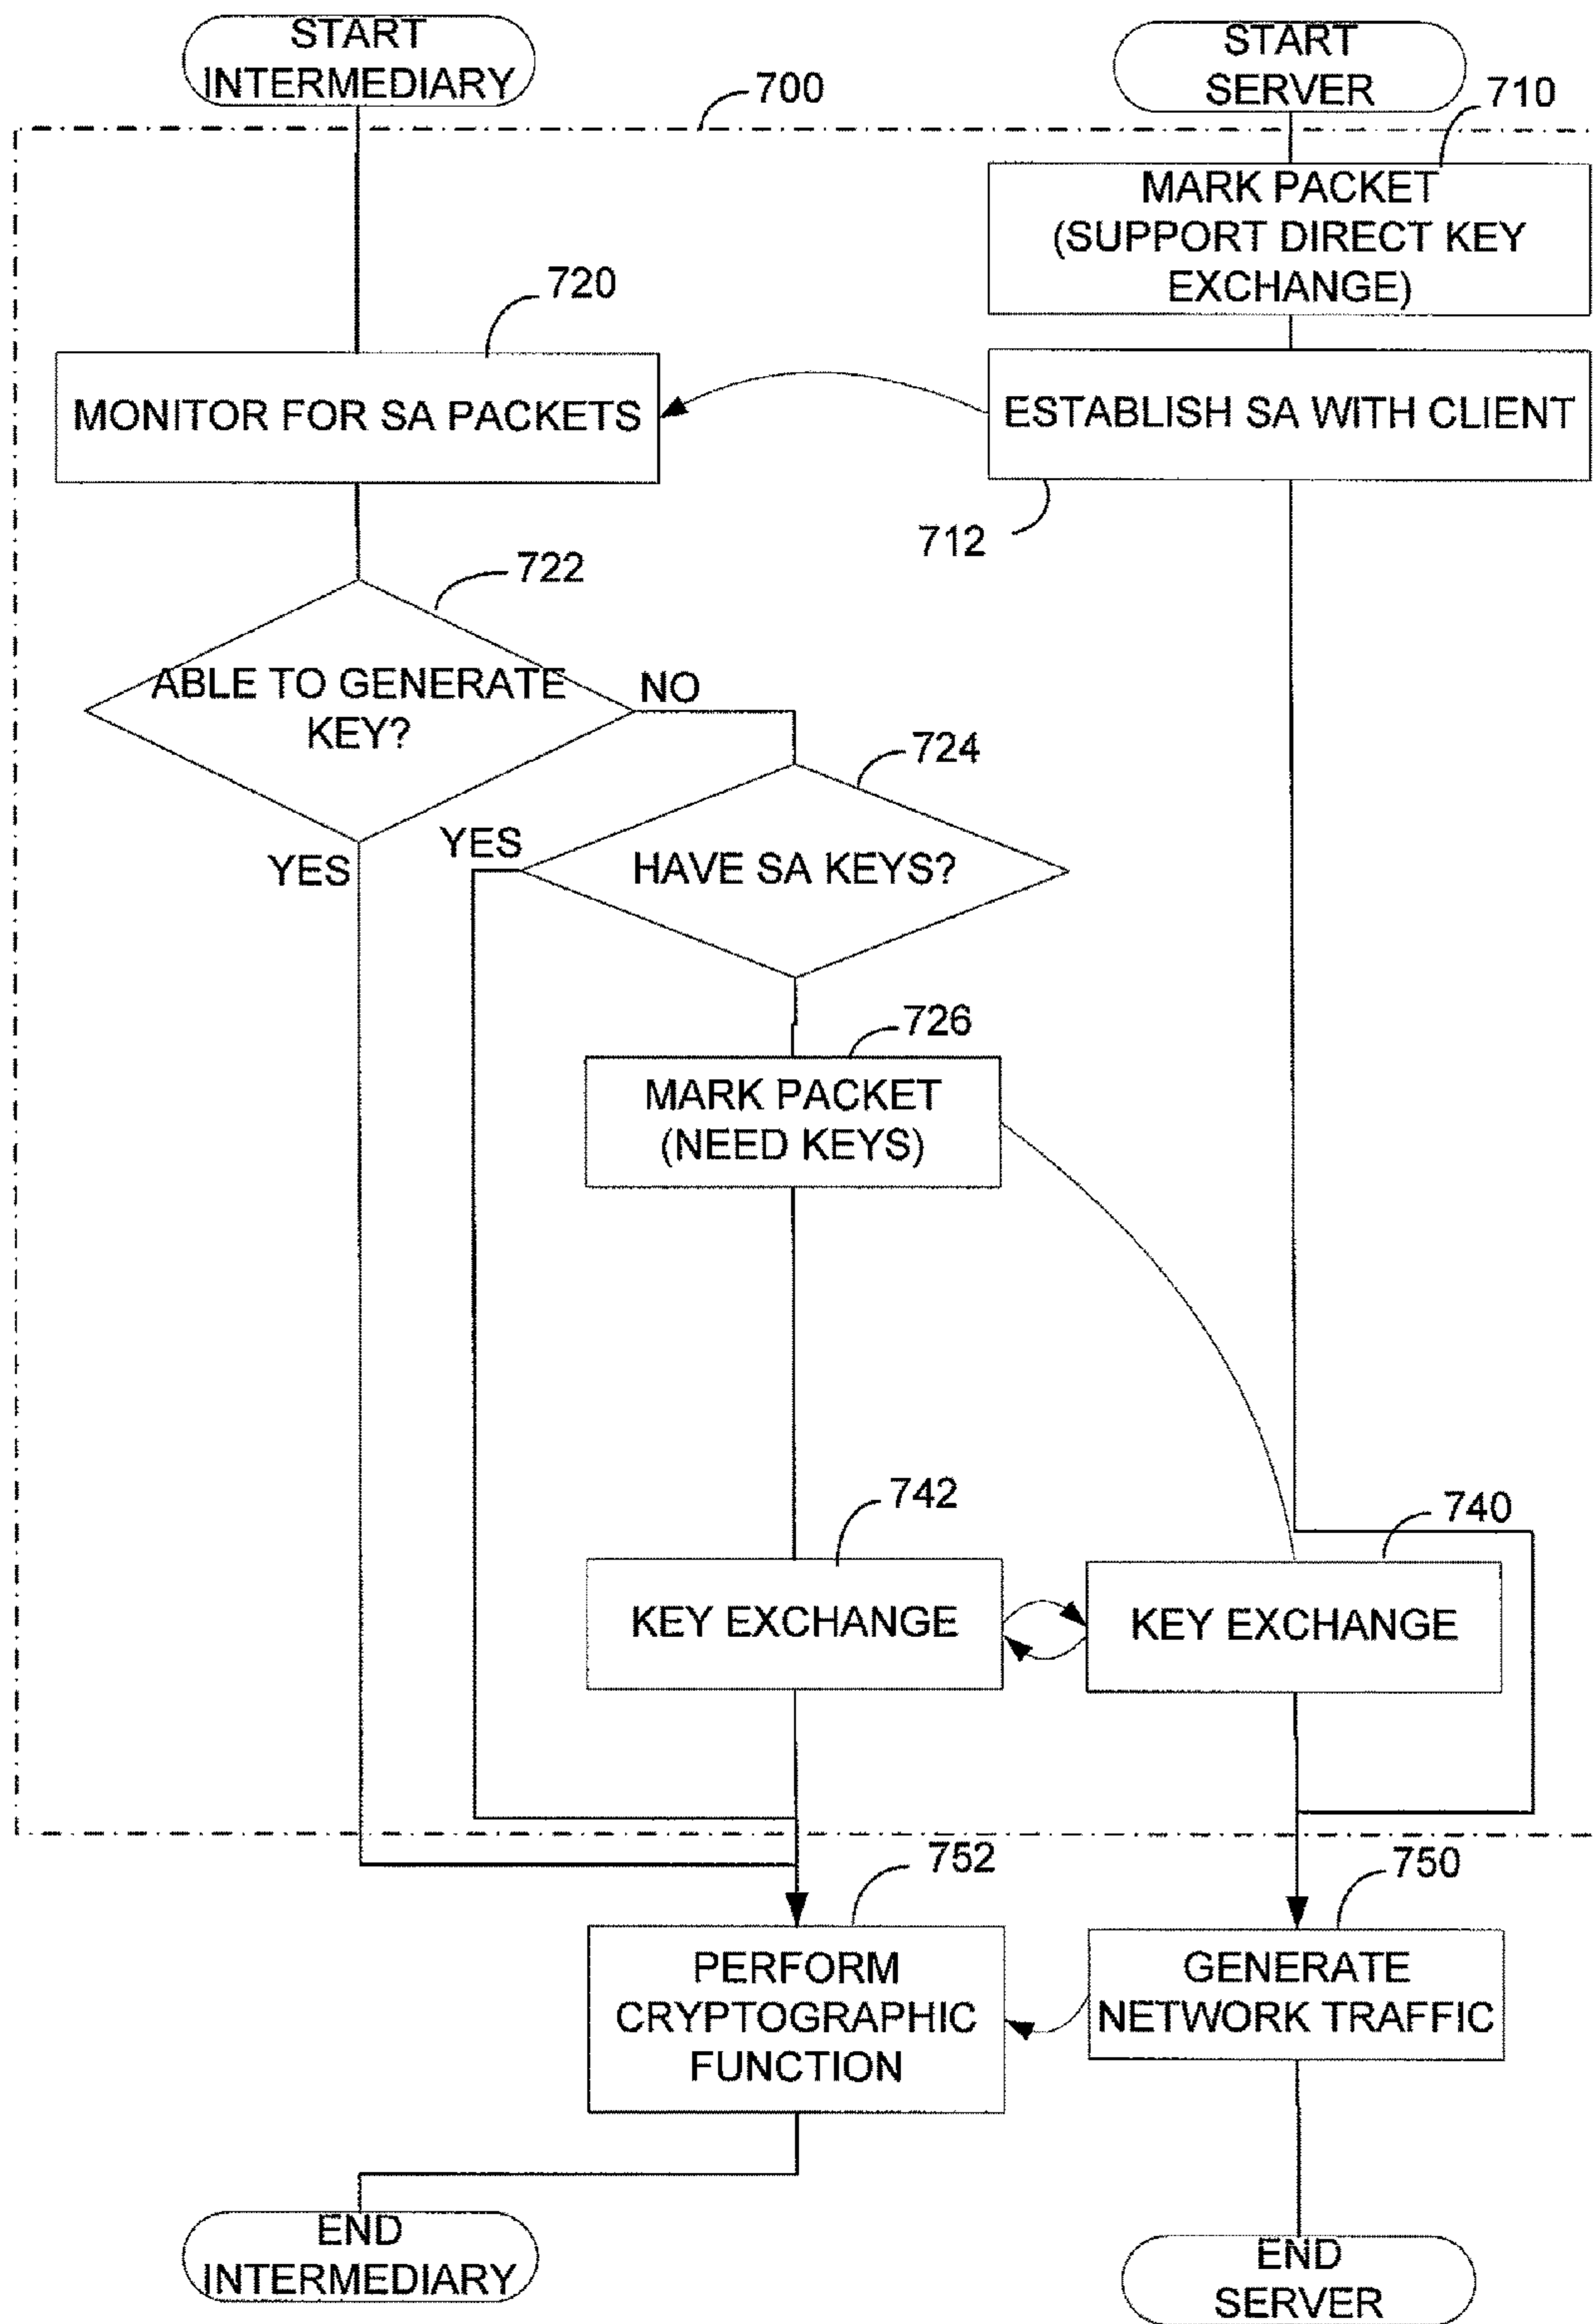 START
INTERMEDIARY
START
SERVER
700
710
MARK PACKET
(SUPPORT DIRECT KEY
EXCHANGE)
720
MONITOR FOR SA PACKETS
ESTABLISH SA WITH CLIENT
712
722
ABLE TO GENERATE
KEY?
NO
724
YES
YES
HAVE SA KEYS?
726
MARK PACKET
(NEED KEYS)
742
740
KEY EXCHANGE
KEY EXCHANGE
752
750
PERFORM
CRYPTOGRAPHIC
FUNCTION
GENERATE
NETWORK TRAFFIC
END
INTERMEDIARY
END
SERVER